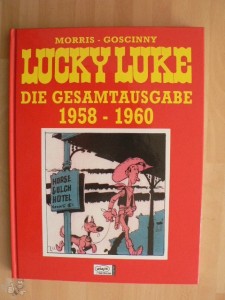 MORRIS - GOSCINNY
LUCKY LUKE
DIE GESAMTAUSGABE
1958 - 1960
HORSE
GULCH
HOTEL